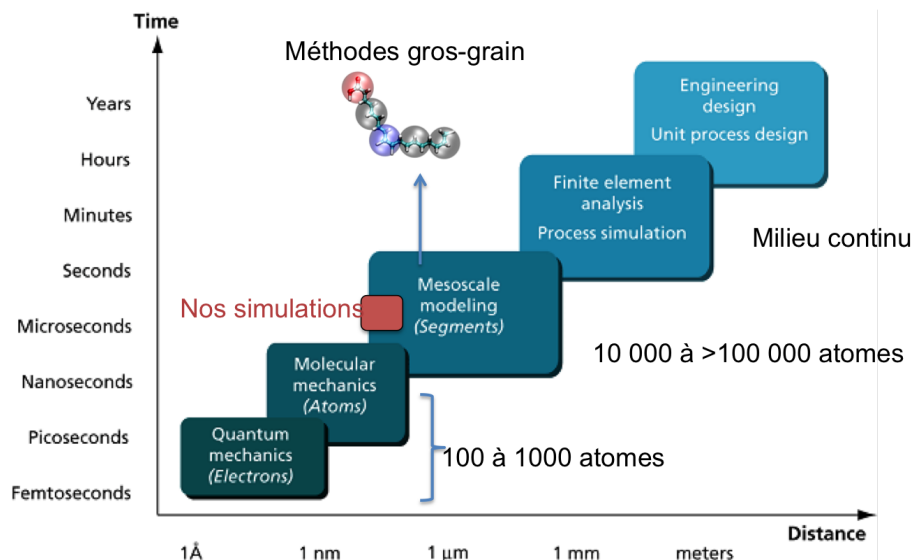 Time
Méthodes gros-grain
Years
Hours
Minutes
Seconds
Microseconds
Nanoseconds
Picoseconds
Femtoseconds
Engineering
design
Unit process design
Finite element
analysis
Process simulation
Milieu continu
Mesoscale
modeling
(Segments)
Nos simulations
10 000 à >100 000 atomes
Molecular
mechanics
(Atoms)
Quantum
mechanics
(Electrons)
100 à 1000 atomes
Distance
1Å
1 nm
1 µm
1 mm
meters